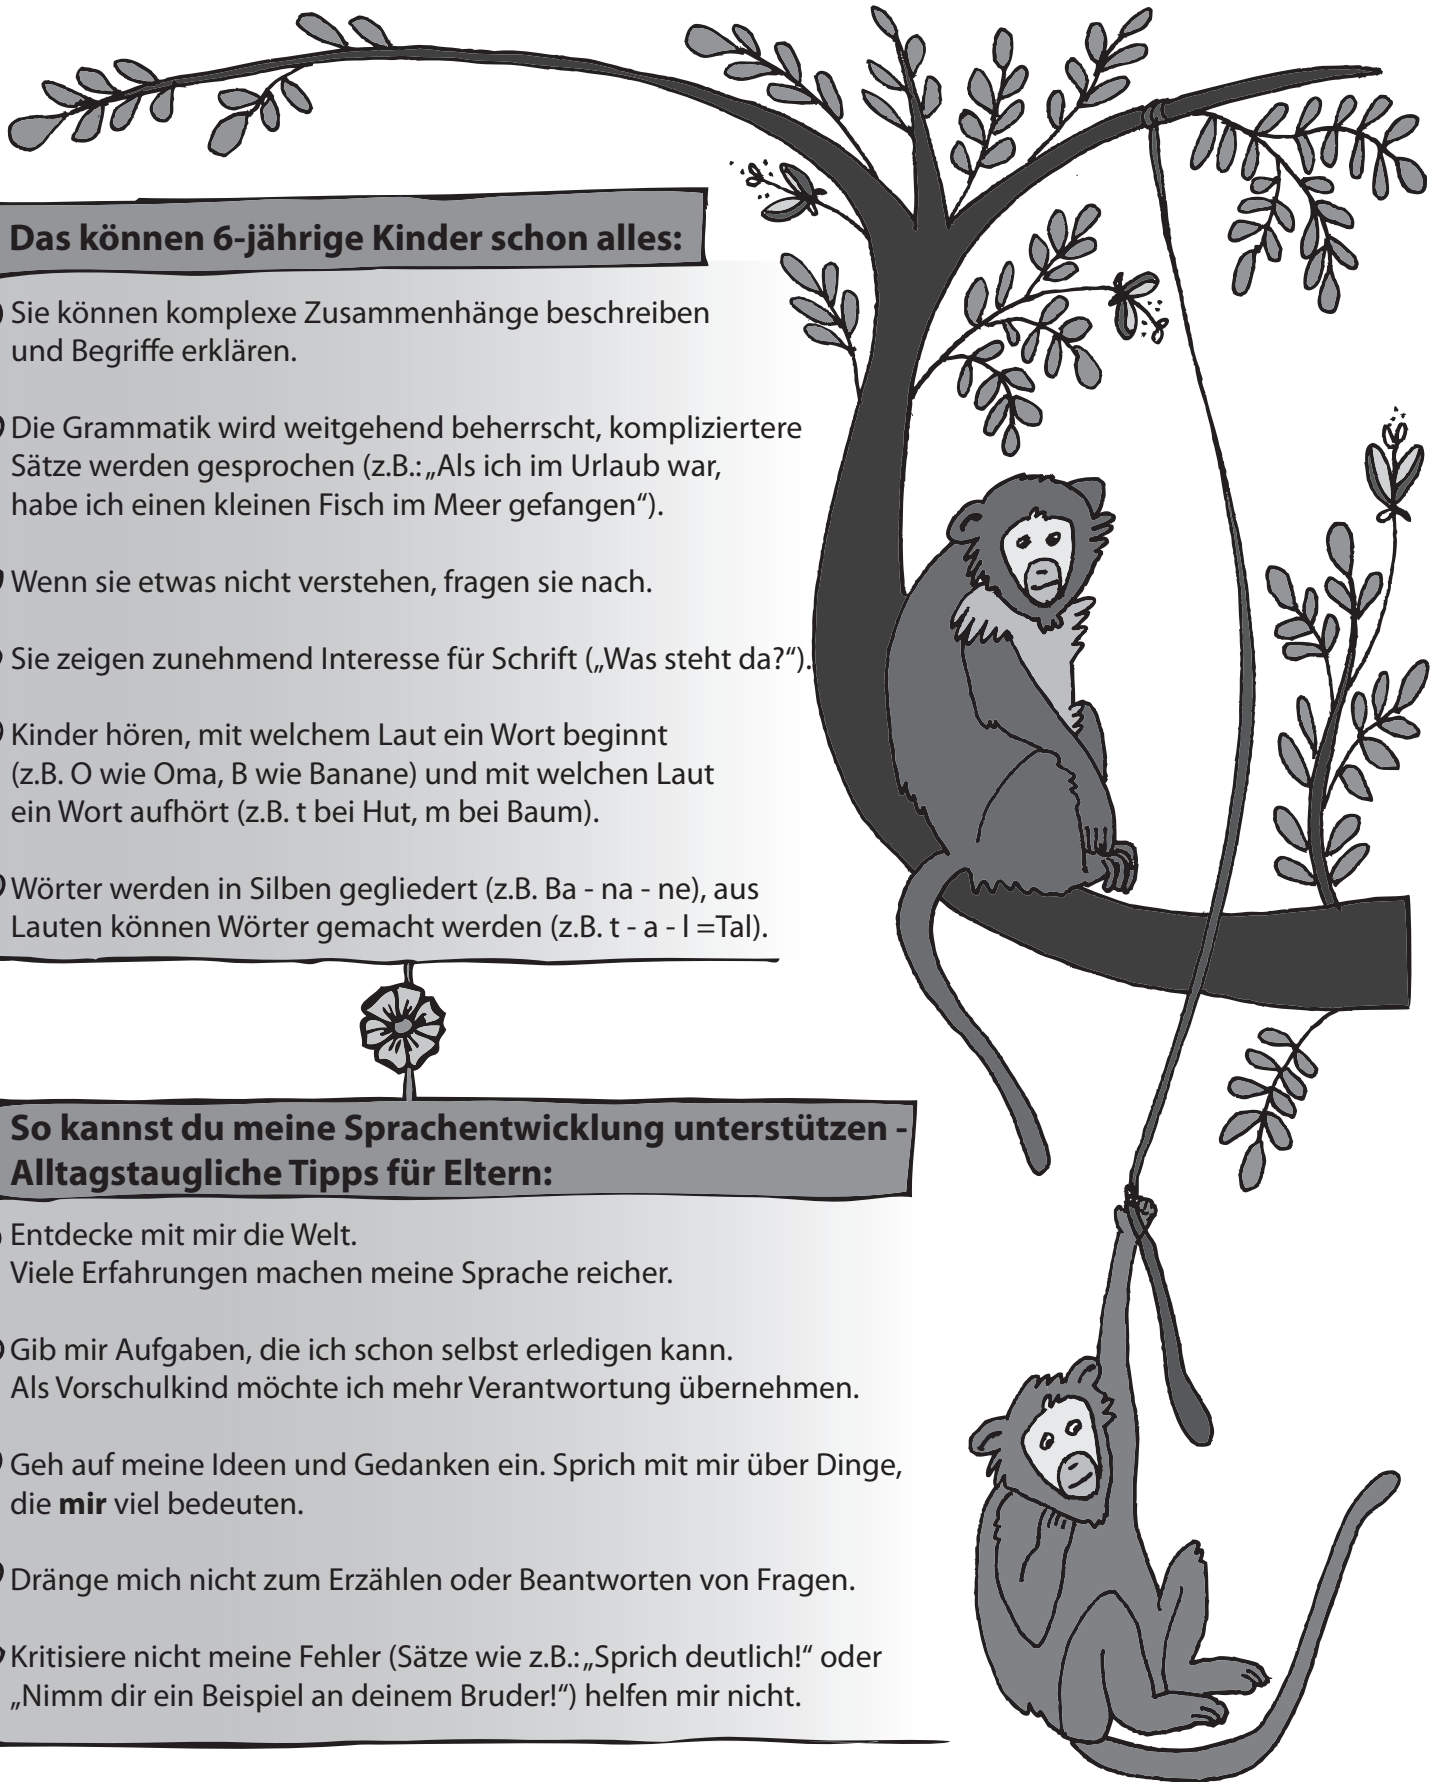 Das können 6-jährige Kinder schon alles:
Sie können komplexe Zusammenhänge beschreiben
und Begriffe erklären.
Die Grammatik wird weitgehend beherrscht, kompliziertere
Sätze werden gesprochen (z.B.: „Als ich im Urlaub war,
habe ich einen kleinen Fisch im Meer gefangen“).
Wenn sie etwas nicht verstehen, fragen sie nach.
Sie zeigen zunehmend Interesse für Schrift („Was steht da?“).
Kinder hören, mit welchem Laut ein Wort beginnt
(z.B. O wie Oma, B wie Banane) und mit welchen Laut
ein Wort aufhört (z.B. t bei Hut, m bei Baum).
Wörter werden in Silben gegliedert (z.B. Ba - na - ne), aus
Lauten können Wörter gemacht werden (z.B. t - a - l =Tal).
So kannst du meine Sprachentwicklung unterstützen -
Alltagstaugliche Tipps für Eltern:
Entdecke mit mir die Welt.
Viele Erfahrungen machen meine Sprache reicher.
Gib mir Aufgaben, die ich schon selbst erledigen kann.
Als Vorschulkind möchte ich mehr Verantwortung übernehmen.
Geh auf meine Ideen und Gedanken ein. Sprich mit mir über Dinge,
die mir viel bedeuten.
Dränge mich nicht zum Erzählen oder Beantworten von Fragen.
Kritisiere nicht meine Fehler (Sätze wie z.B.: „Sprich deutlich!“ oder
„Nimm dir ein Beispiel an deinem Bruder!“) helfen mir nicht.